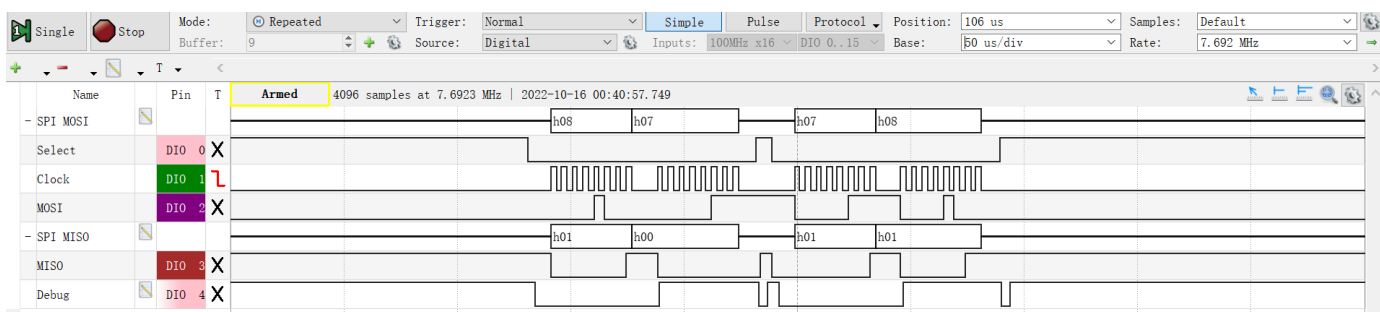 Single Stop Mode: Repeated Trigger: Normal Simple Pulse Protocol Position: 106 us Samples: Default
Buffer: 9 Source: Digital Inputs: 100MHz x16 DIO 0..15 Base: 50 us/div Rate: 7.692 MHz
T
Name Pin T Armed 4096 samples at 7.6923 MHz | 2022-10-16 00:40:57.749
SPI MOSI h08 h07 h07 h08
Select DIO 0 X
Clock DIO 1
MOSI DIO 2 X
SPI MISO h01 h00 h01 h01
MISO DIO 3 X
Debug DIO 4 X